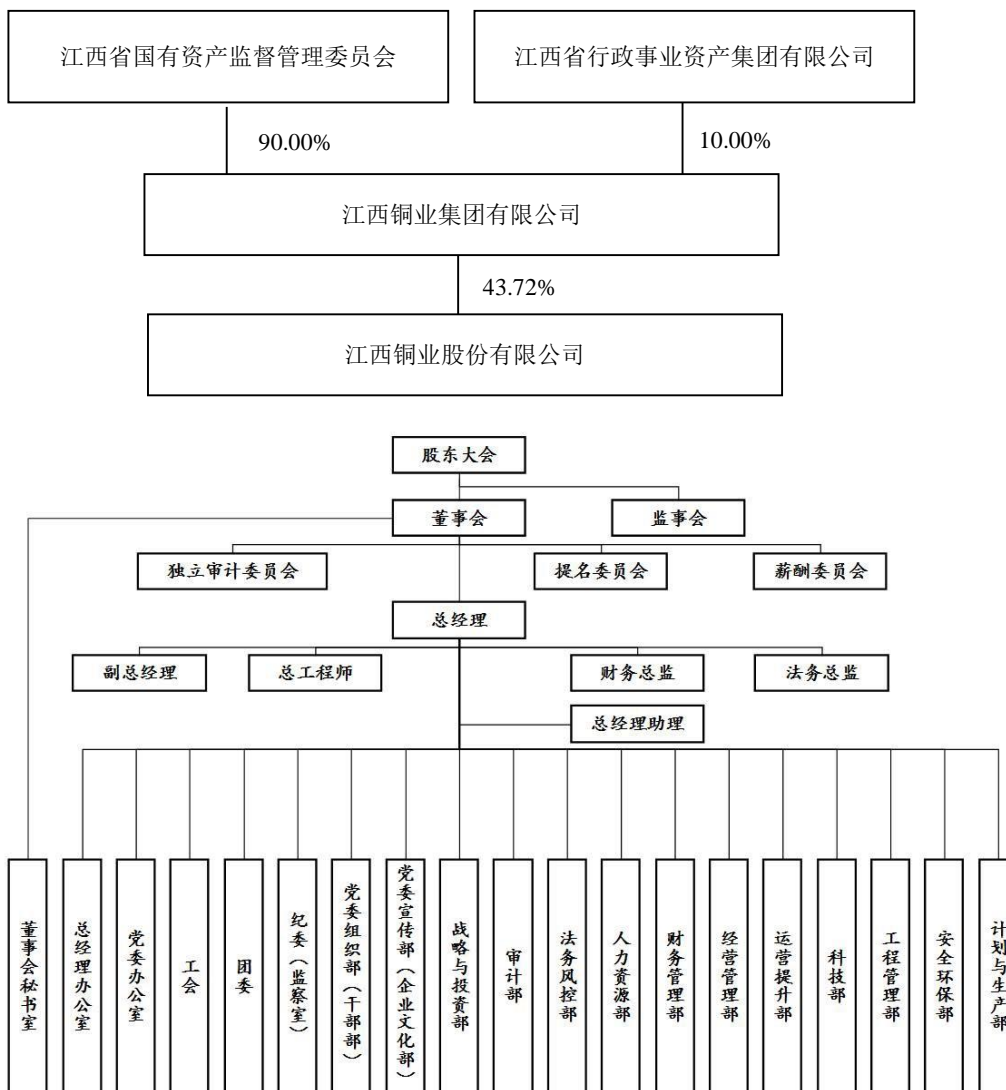 江西省国有资产监督管理委员会
江西省行政事业资产集团有限公司
90.00%
10.00%
江西铜业集团有限公司
43.72%
江西铜业股份有限公司
股东大会
董事会
监事会
独立审计委员会
提名委员会
薪酬委员会
总经理
副总经理
总工程师
财务总监
法务总监
总经理助理
董事会秘书室
总经理办公室
党委办公室
工会
团委
纪委（监察室）
党委组织部（干部部）
党委宣传部（企业文化部）
战略与投资部
审计部
法务风控部
人力资源部
财务管理部
经营管理部
运营提升部
科技部
工程管理部
安全环保部
计划与生产部